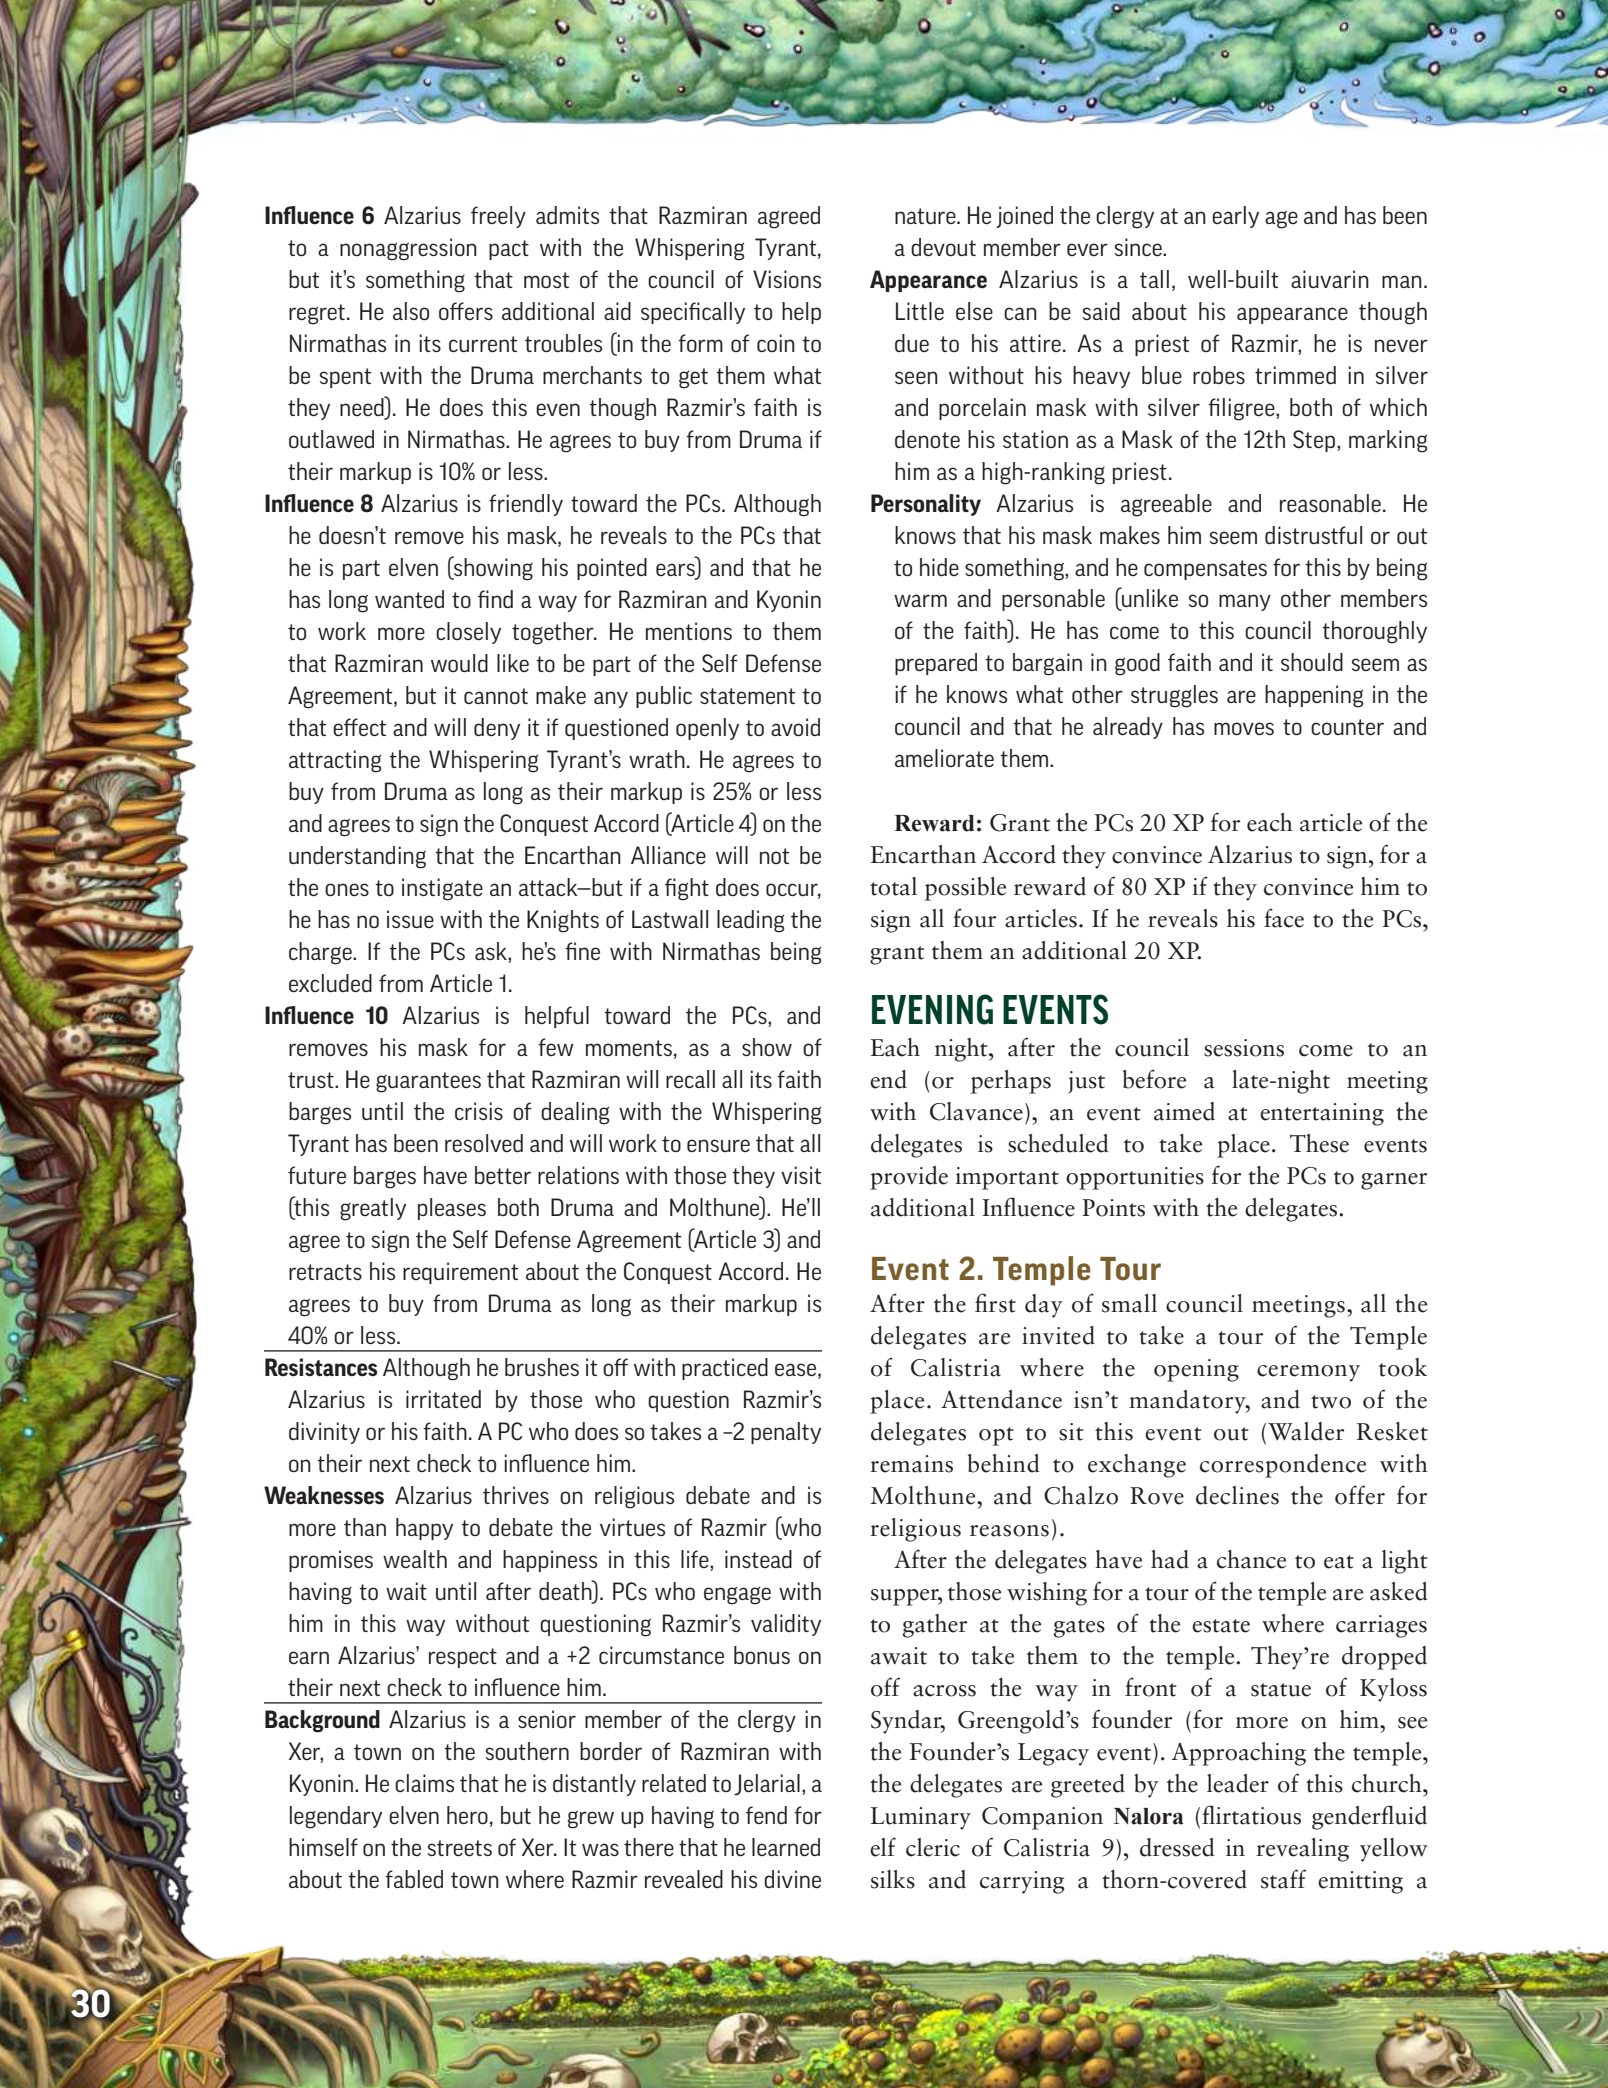 Influence 6 Alzarius freely admits that Razmiran agreed
to a nonaggression pact with the Whispering Tyrant,
but it's something that most of the council of Visions
regret. He also offers additional aid specifically to help
Nirmathas in its current troubles (in the form of coin to
be spent with the Druma merchants to get them what
they need). He does this even though Razmir's faith is
outlawed in Nirmathas. He agrees to buy from Druma if
their markup is 10% or less.
Influence 8 Alzarius is friendly toward the PCs. Although
he doesn't remove his mask, he reveals to the PCs that
he is part elven (showing his pointed ears) and that he
has long wanted to find a way for Razmiran and Kyonin
to work more closely together. He mentions to them
that Razmiran would like to be part of the Self Defense
Agreement, but it cannot make any public statement to
that effect and will deny it if questioned openly to avoid
attracting the Whispering Tyrant's wrath. He agrees to
buy from Druma as long as their markup is 25% or less
and agrees to sign the Conquest Accord (Article 4) on the
understanding that the Encarthan Alliance will not be
the ones to instigate an attack—but if a fight does occur,
he has no issue with the Knights of Lastwall leading the
charge. If the PCs ask, he's fine with Nirmathas being
excluded from Article 1.
Influence 10 Alzarius is helpful toward the PCs, and
removes his mask for a few moments, as a show of
trust. He guarantees that Razmiran will recall all its faith
barges until the crisis of dealing with the Whispering
Tyrant has been resolved and will work to ensure that all
future barges have better relations with those they visit
(this greatly pleases both Druma and Molthune). He'll
agree to sign the Self Defense Agreement (Article 3) and
retracts his requirement about the Conquest Accord. He
agrees to buy from Druma as long as their markup is
40% or less.
Resistances Although he brushes it off with practiced ease,
Alzarius is irritated by those who question Razmir's
divinity or his faith. A PC who does so takes a –2 penalty
on their next check to influence him.
Weaknesses Alzarius thrives on religious debate and is
more than happy to debate the virtues of Razmir (who
promises wealth and happiness in this life, instead of
having to wait until after death). PCs who engage with
him in this way without questioning Razmir's validity
earn Alzarius' respect and a +2 circumstance bonus on
their next check to influence him.
Background Alzarius is a senior member of the clergy in
Xer, a town on the southern border of Razmiran with
Kyonin. He claims that he is distantly related to Jelarial, a
legendary elven hero, but he grew up having to fend for
himself on the streets of Xer. It was there that he learned
about the fabled town where Razmir revealed his divine
nature. He joined the clergy at an early age and has been
a devout member ever since.
Appearance Alzarius is a tall, well-built aiuvarin man.
Little else can be said about his appearance though
due to his attire. As a priest of Razmir, he is never
seen without his heavy blue robes trimmed in silver
and porcelain mask with silver filigree, both of which
denote his station as a Mask of the 12th Step, marking
him as a high-ranking priest.
Personality Alzarius is agreeable and reasonable. He
knows that his mask makes him seem distrustful or out
to hide something, and he compensates for this by being
warm and personable (unlike so many other members
of the faith). He has come to this council thoroughly
prepared to bargain in good faith and it should seem as
if he knows what other struggles are happening in the
council and that he already has moves to counter and
ameliorate them.
Reward: Grant the PCs 20 XP for each article of the
Encarthan Accord they convince Alzarius to sign, for a
total possible reward of 80 XP if they convince him to
sign all four articles. If he reveals his face to the PCs,
grant them an additional 20 XP.
EVENING EVENTS
Each night, after the council sessions come to an
end (or perhaps just before a late-night meeting
with Clavance), an event aimed at entertaining the
delegates is scheduled to take place. These events
provide important opportunities for the PCs to garner
additional Influence Points with the delegates.
Event 2. Temple Tour
After the first day of small council meetings, all the
delegates are invited to take a tour of the Temple
of Calistria where the opening ceremony took
place. Attendance isn't mandatory, and two of the
delegates opt to sit this event out (Walder Resket
remains behind to exchange correspondence with
Molthune, and Chalzo Rove declines the offer for
religious reasons).
After the delegates have had a chance to eat a light
supper, those wishing for a tour of the temple are asked
to gather at the gates of the estate where carriages
await to take them to the temple. They're dropped
off across the way in front of a statue of Kyloss
Syndar, Greengold's founder (for more on him, see
the Founder's Legacy event). Approaching the temple,
the delegates are greeted by the leader of this church,
Luminary Companion Nalora (flirtatious genderfluid
elf cleric of Calistria 9), dressed in revealing yellow
silks and carrying a thorn-covered staff emitting a
30